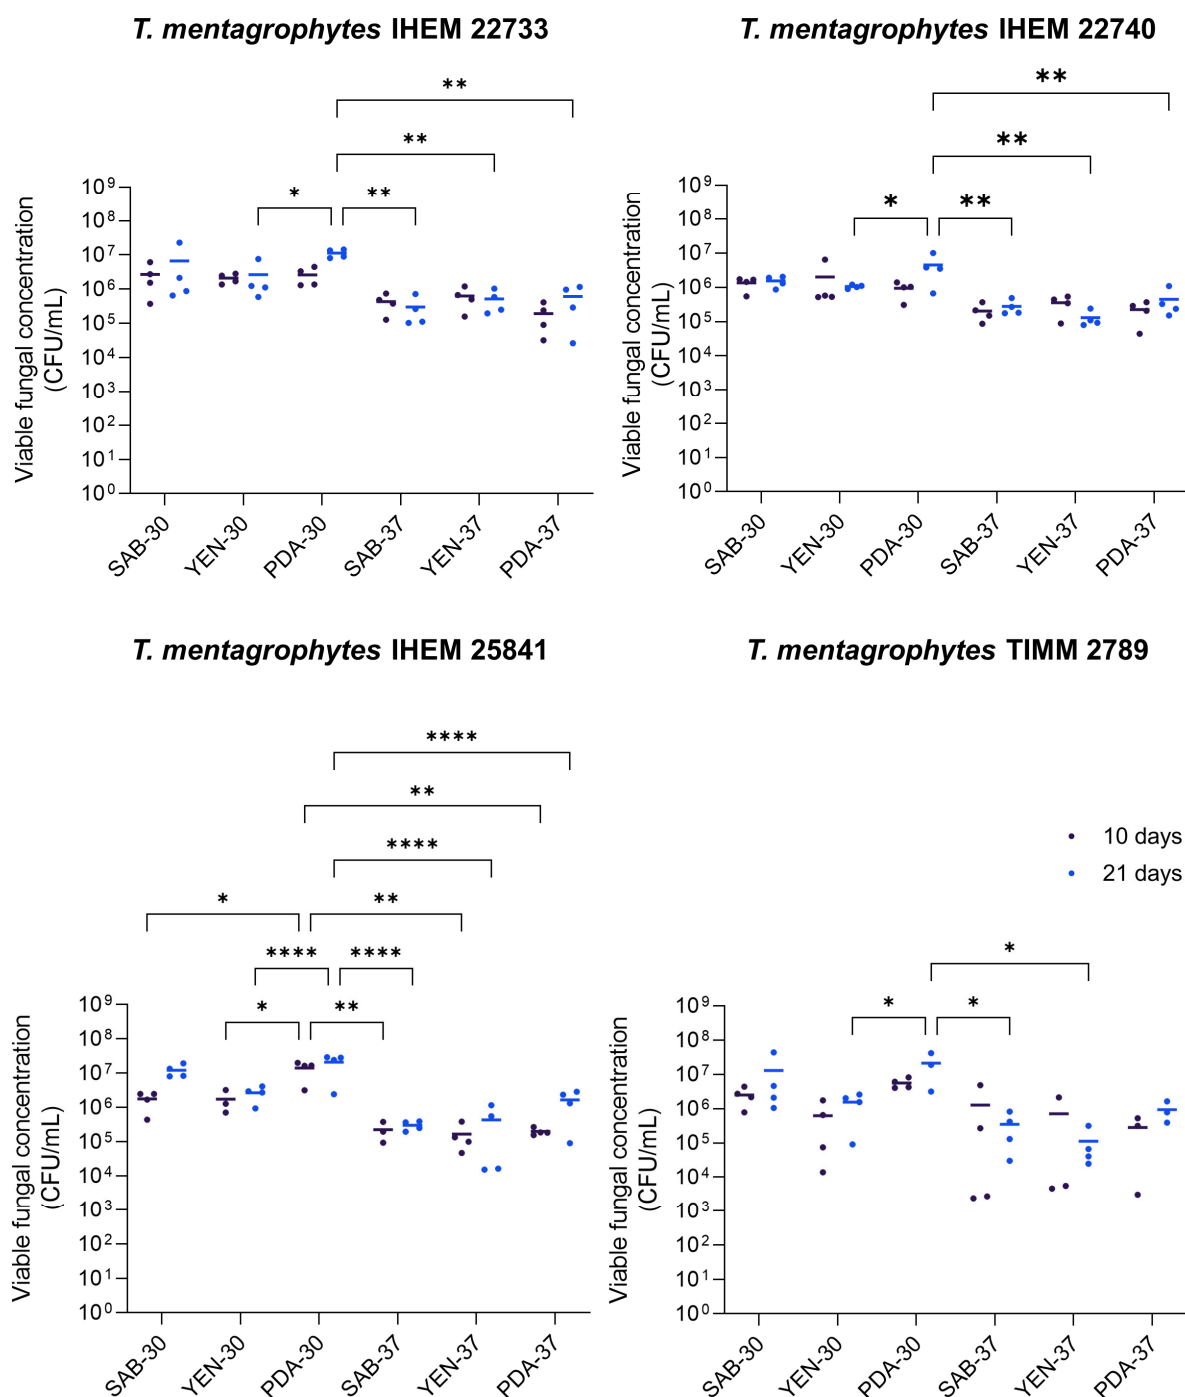 T. mentagrophytes IHEM 22733
**
**
*
**
Viable fungal concentration
(CFU/mL)
10⁹
10⁸
10⁷
10⁶
10⁵
10⁴
10³
10²
10¹
10⁰
SAB-30
YEN-30
PDA-30
SAB-37
YEN-37
PDA-37
T. mentagrophytes IHEM 22740
**
**
*
**
Viable fungal concentration
(CFU/mL)
10⁹
10⁸
10⁷
10⁶
10⁵
10⁴
10³
10²
10¹
10⁰
SAB-30
YEN-30
PDA-30
SAB-37
YEN-37
PDA-37
T. mentagrophytes IHEM 25841
****
**
****
*
**
****
****
*
**
Viable fungal concentration
(CFU/mL)
10⁹
10⁸
10⁷
10⁶
10⁵
10⁴
10³
10²
10¹
10⁰
SAB-30
YEN-30
PDA-30
SAB-37
YEN-37
PDA-37
T. mentagrophytes TIMM 2789
10 days
21 days
*
*
*
Viable fungal concentration
(CFU/mL)
10⁹
10⁸
10⁷
10⁶
10⁵
10⁴
10³
10²
10¹
10⁰
SAB-30
YEN-30
PDA-30
SAB-37
YEN-37
PDA-37